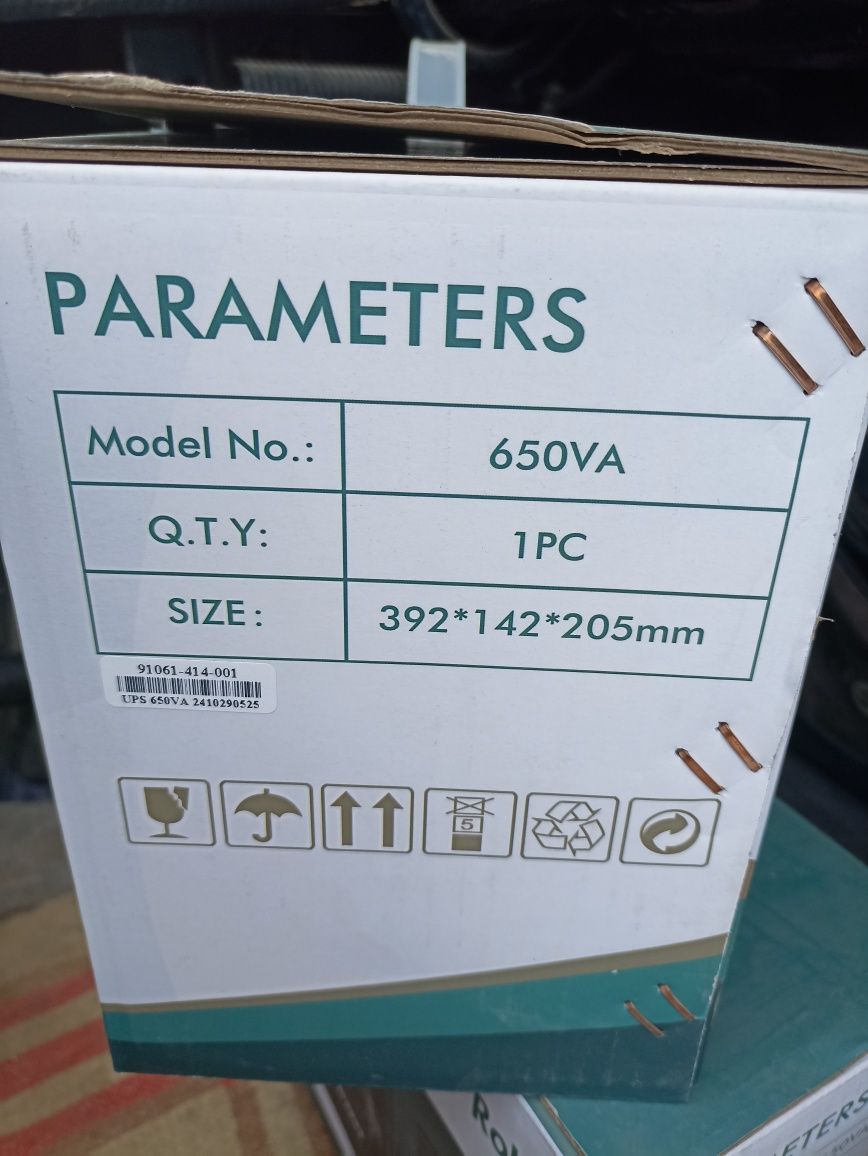 PARAMETERS
Model No.: 650VA
Q.T.Y: 1PC
SIZE: 392*142*205mm
91061-414-001
UPS 650VA 2410290525
5